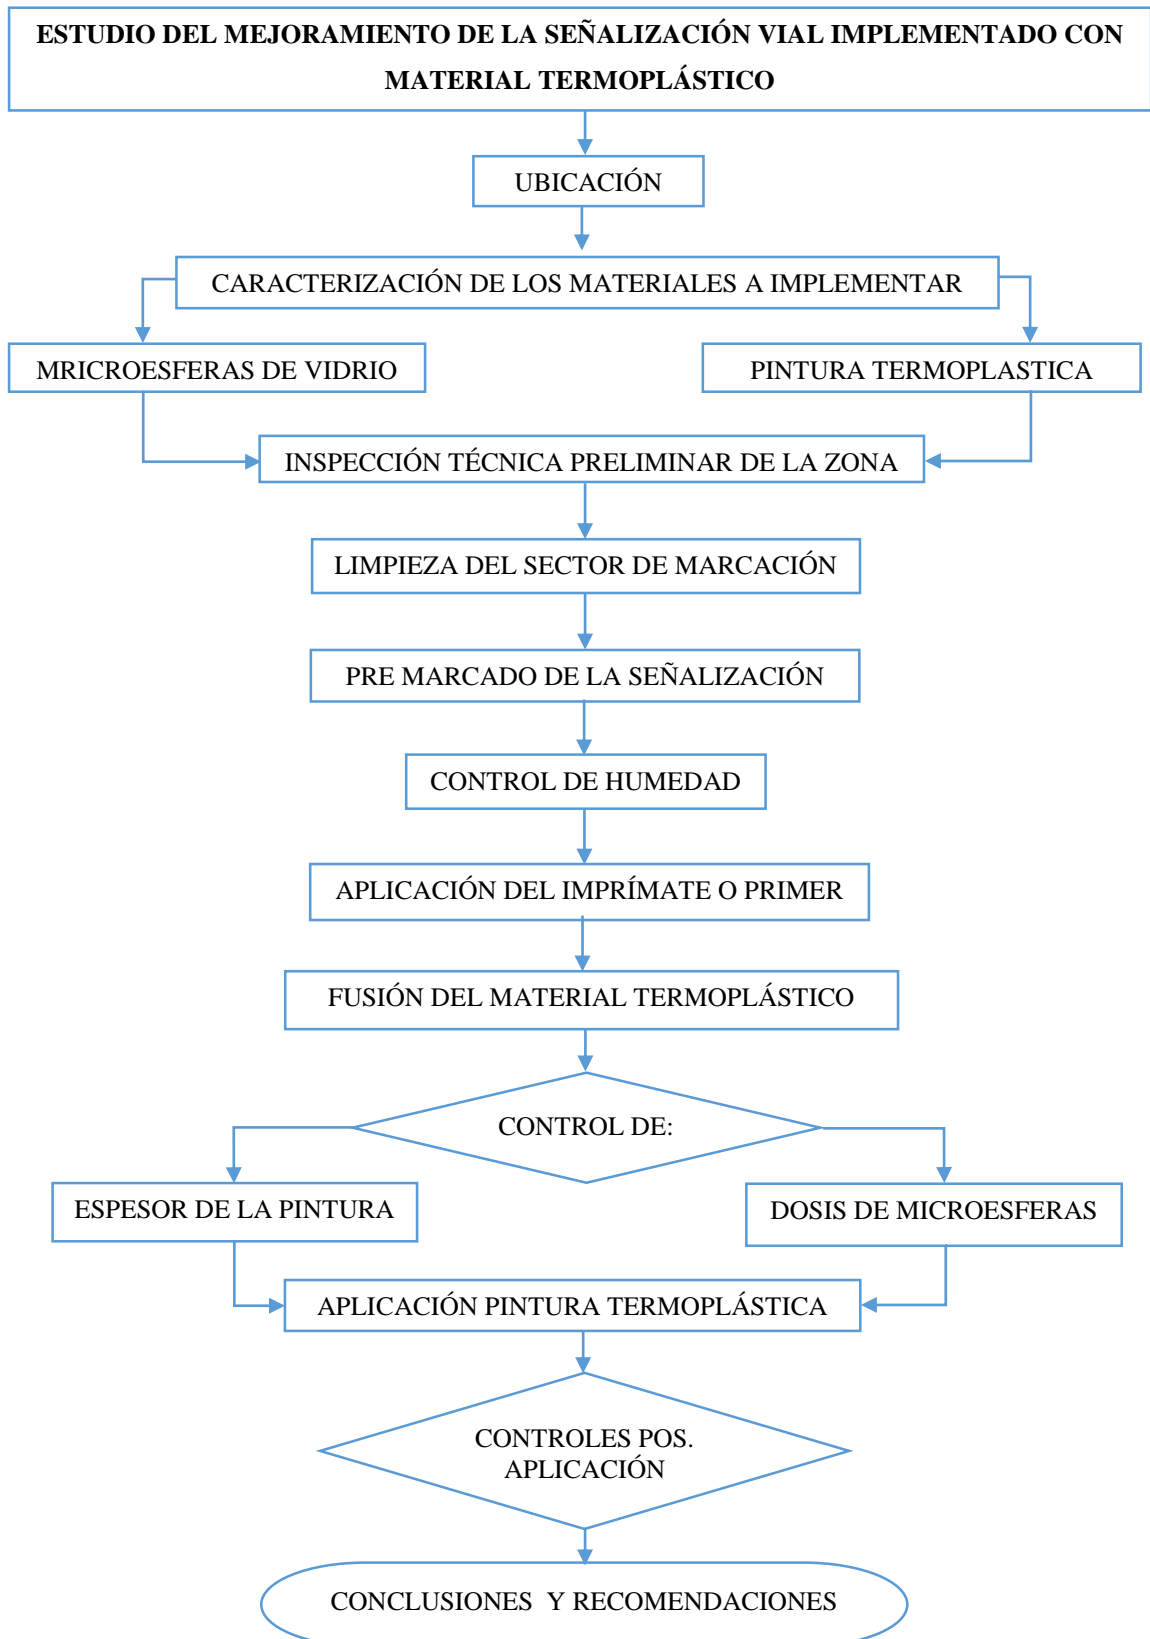 ESTUDIO DEL MEJORAMIENTO DE LA SEÑALIZACIÓN VIAL IMPLEMENTADO CON
MATERIAL TERMOPLÁSTICO
UBICACIÓN
CARACTERIZACIÓN DE LOS MATERIALES A IMPLEMENTAR
MRICROESFERAS DE VIDRIO
PINTURA TERMOPLASTICA
INSPECCIÓN TÉCNICA PRELIMINAR DE LA ZONA
LIMPIEZA DEL SECTOR DE MARCACIÓN
PRE MARCADO DE LA SEÑALIZACIÓN
CONTROL DE HUMEDAD
APLICACIÓN DEL IMPRÍMATE O PRIMER
FUSIÓN DEL MATERIAL TERMOPLÁSTICO
CONTROL DE:
ESPESOR DE LA PINTURA
DOSIS DE MICROESFERAS
APLICACIÓN PINTURA TERMOPLÁSTICA
CONTROLES POS.
APLICACIÓN
CONCLUSIONES Y RECOMENDACIONES